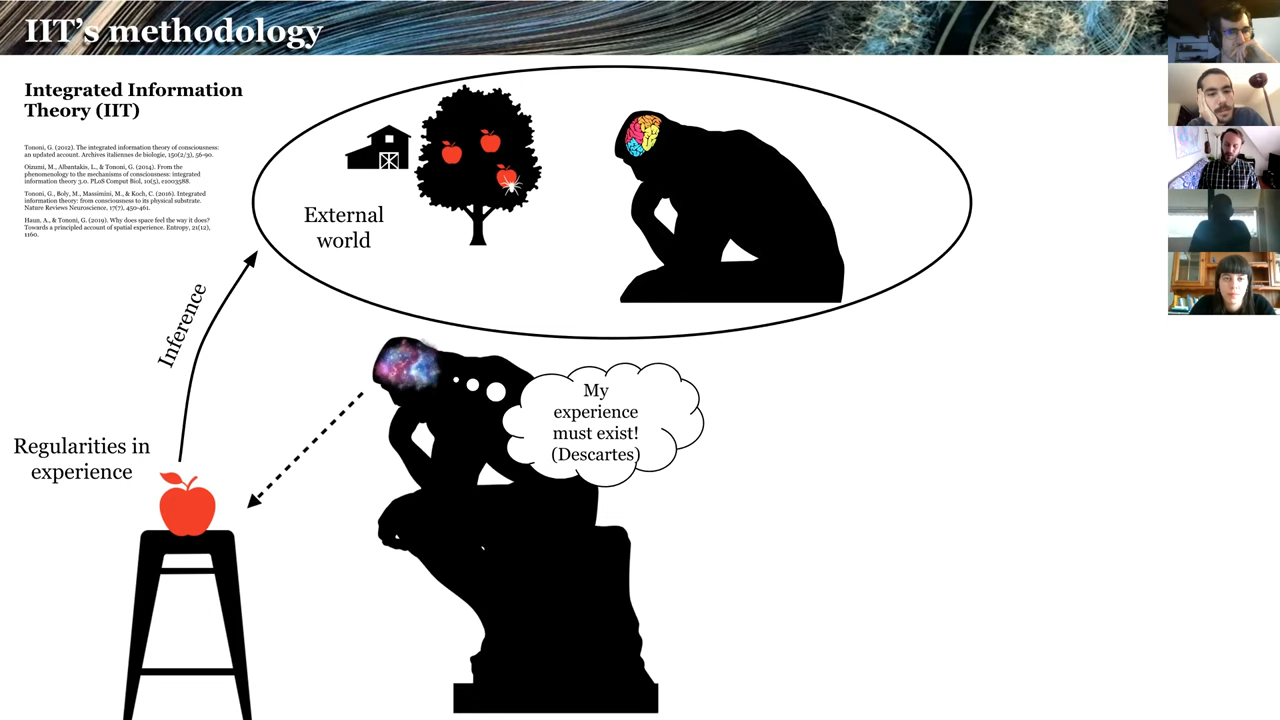 IIT's methodology
Integrated Information
Theory (IIT)
Tononi, G. (2012). The integrated information theory of consciousness:
an updated account. Archives italiennes de biologie, 150(2/3), 56-90.
Oizumi, M., Albantakis, L., & Tononi, G. (2014). From the
phenomenology to the mechanisms of consciousness: integrated
information theory 3.0. PLoS Comput Biol, 10(5), e1003588.
Tononi, G., Boly, M., Massimini, M., & Koch, C. (2016). Integrated
information theory: from consciousness to its physical substrate.
Nature Reviews Neuroscience, 17(7), 450-461.
Haun, A., & Tononi, G. (2019). Why does space feel the way it does?
Towards a principled account of spatial experience. Entropy, 21(12),
1160.
External
world
Inference
My
experience
must exist!
(Descartes)
Regularities in
experience